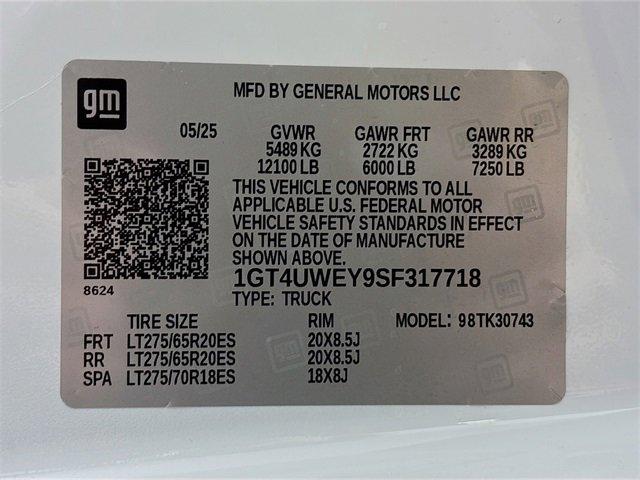 gm
MFD BY GENERAL MOTORS LLC
05/25 GVWR GAWR FRT GAWR RR
5489 KG 2722 KG 3289 KG
12100 LB 6000 LB 7250 LB
THIS VEHICLE CONFORMS TO ALL
APPLICABLE U.S. FEDERAL MOTOR
VEHICLE SAFETY STANDARDS IN EFFECT
ON THE DATE OF MANUFACTURE
SHOWN ABOVE.
8624
1GT4UWEY9SF317718
TYPE: TRUCK
TIRE SIZE RIM MODEL: 98TK30743
FRT LT275/65R20ES 20X8.5J
RR LT275/65R20ES 20X8.5J
SPA LT275/70R18ES 18X8J